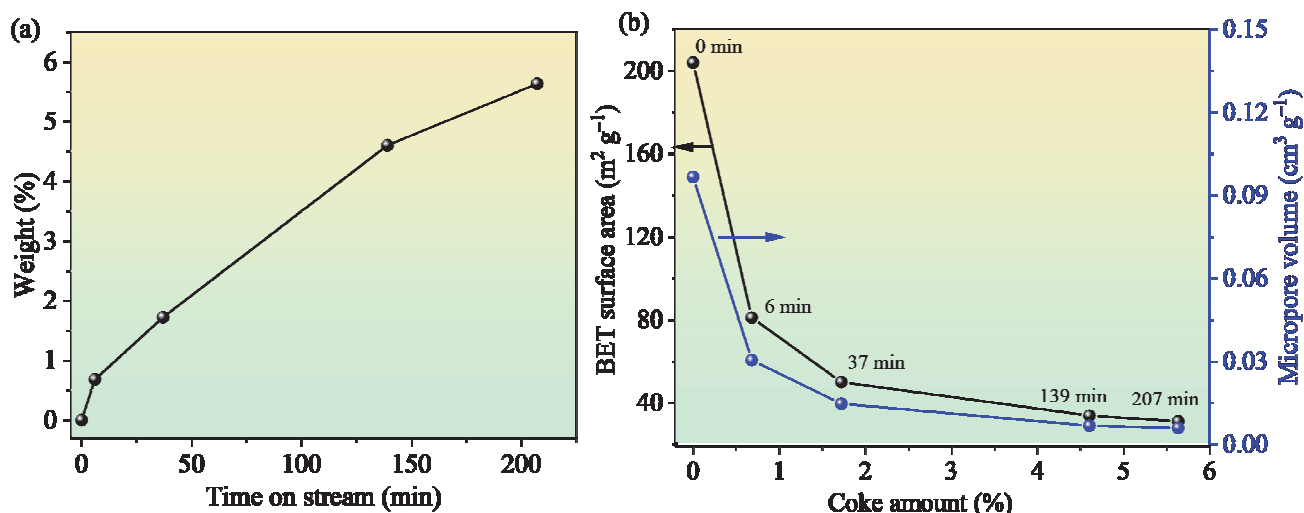 (a)
6
5
4
3
2
1
0
Weight (%)
0 50 100 150 200
Time on stream (min)
(b)
200
160
120
80
40
BET surface area (m² g⁻¹)
0 min
6 min
37 min
139 min
207 min
0.15
0.12
0.09
0.06
0.03
0.00
Micropore volume (cm³ g⁻¹)
0 1 2 3 4 5 6
Coke amount (%)